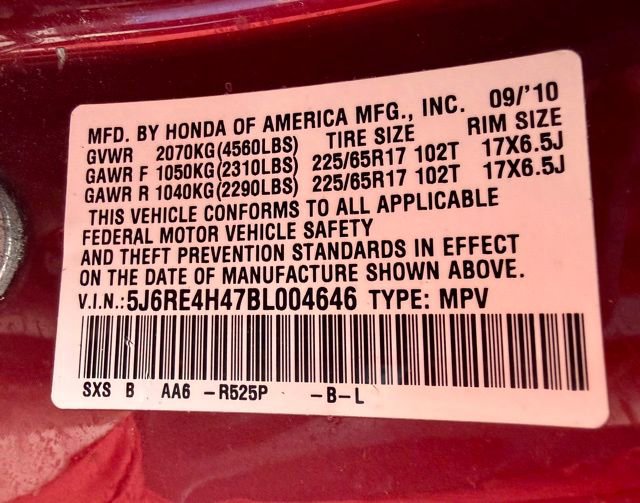 MFD. BY HONDA OF AMERICA MFG., INC. 09/'10
GVWR 2070KG(4560LBS) TIRE SIZE RIM SIZE
GAWR F 1050KG(2310LBS) 225/65R17 102T 17X6.5J
GAWR R 1040KG(2290LBS) 225/65R17 102T 17X6.5J
THIS VEHICLE CONFORMS TO ALL APPLICABLE
FEDERAL MOTOR VEHICLE SAFETY
AND THEFT PREVENTION STANDARDS IN EFFECT
ON THE DATE OF MANUFACTURE SHOWN ABOVE.
V.I.N.:5J6RE4H47BL004646 TYPE: MPV
SXS B AA6 -R525P -B-L